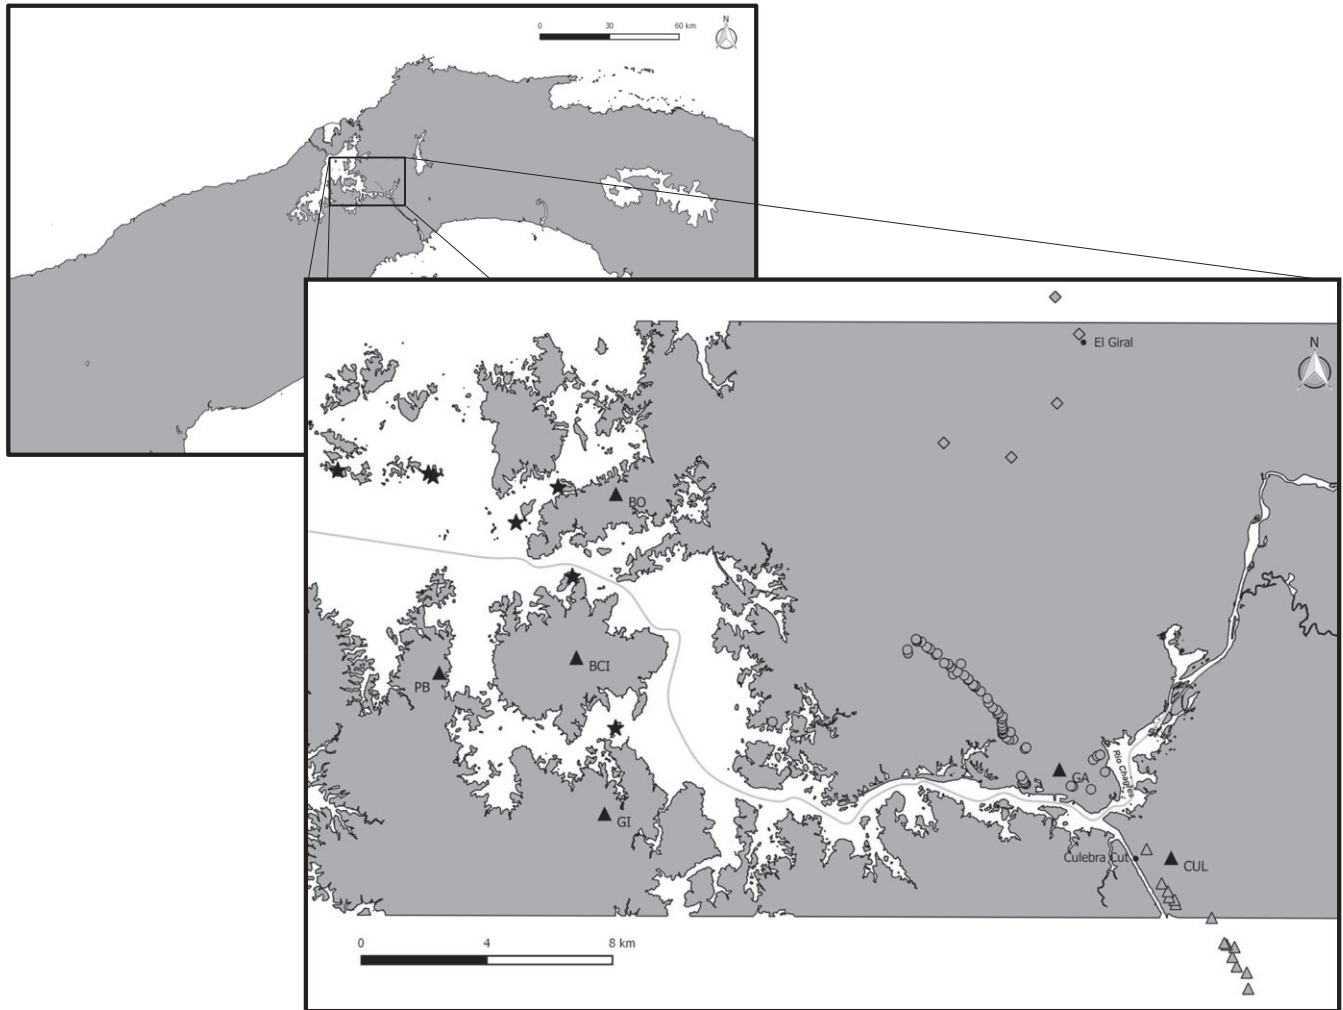 0 30 60 km
N
El Giral
N
BO
BCI
PB
Río Chagres
GA
GI
Culebra Cut
CUL
0 4 8 km